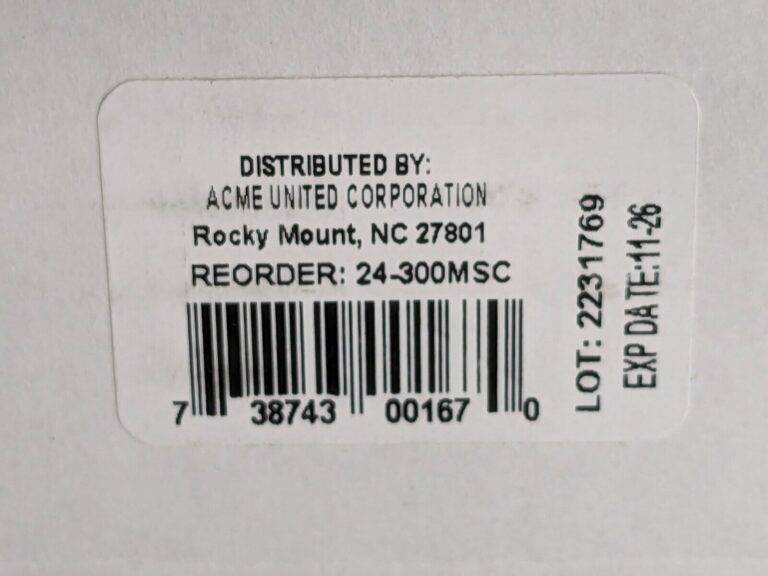 DISTRIBUTED BY:
ACME UNITED CORPORATION
Rocky Mount, NC 27801
REORDER: 24-300MSC
7 38743 00167 0
LOT: 2231769
EXP DATE:11-26